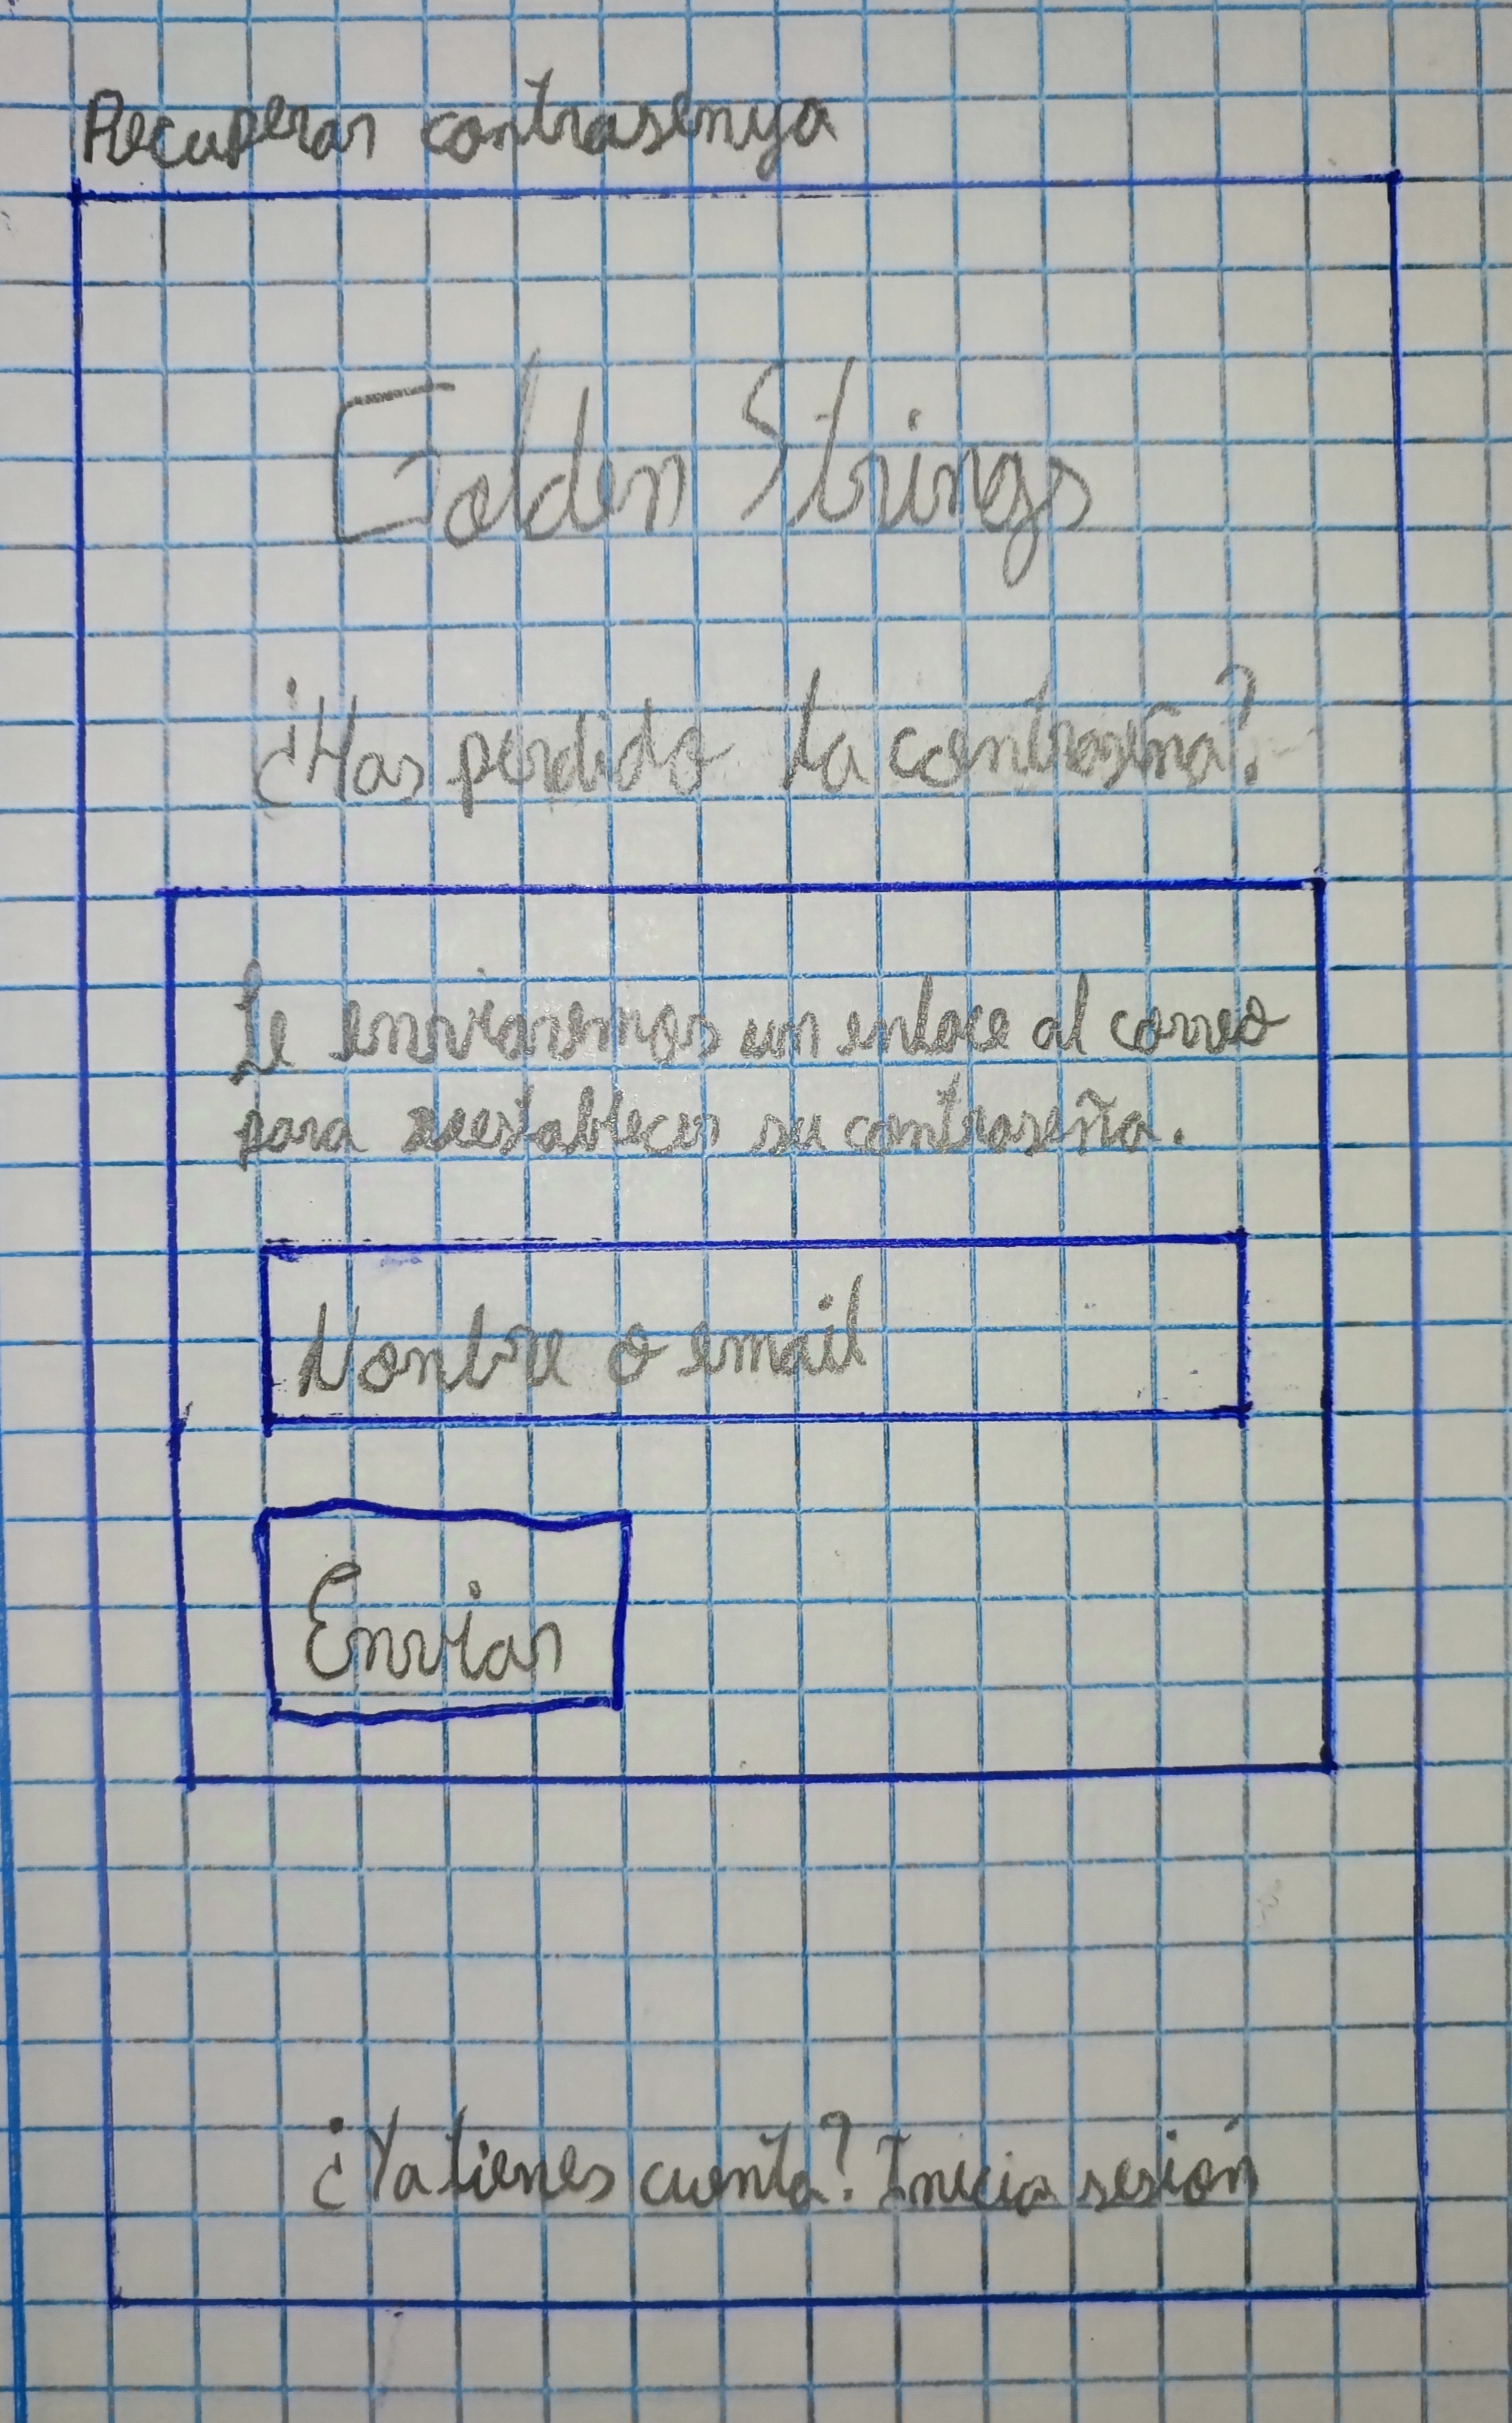 Recuperar contrasenya
Golden Strings
¿Has perdido tu contraseña?
Le enviaremos un enlace al correo
para reestablecer su contraseña.
Nombre o email
Enviar
¿Ya tienes cuenta? Inicia sesión